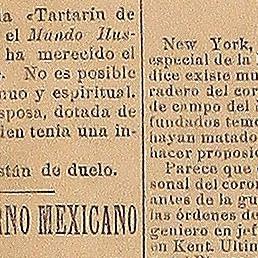 a «Tartarín de
el Mundo Ilus-
ha merecido el
. No es posible
no y espiritual.
sposa, dotada de
ien tenía una in-
stán de duelo.
ANO MEXICANO
New York,
especial de la
dice existe mu
radero del cor
de campo del
fundados temo
hayan matado
hacer proposic
Parece que e
sonal del coron
antes de la gu
las órdenes de
geniero en jef
en Kent. Ultim